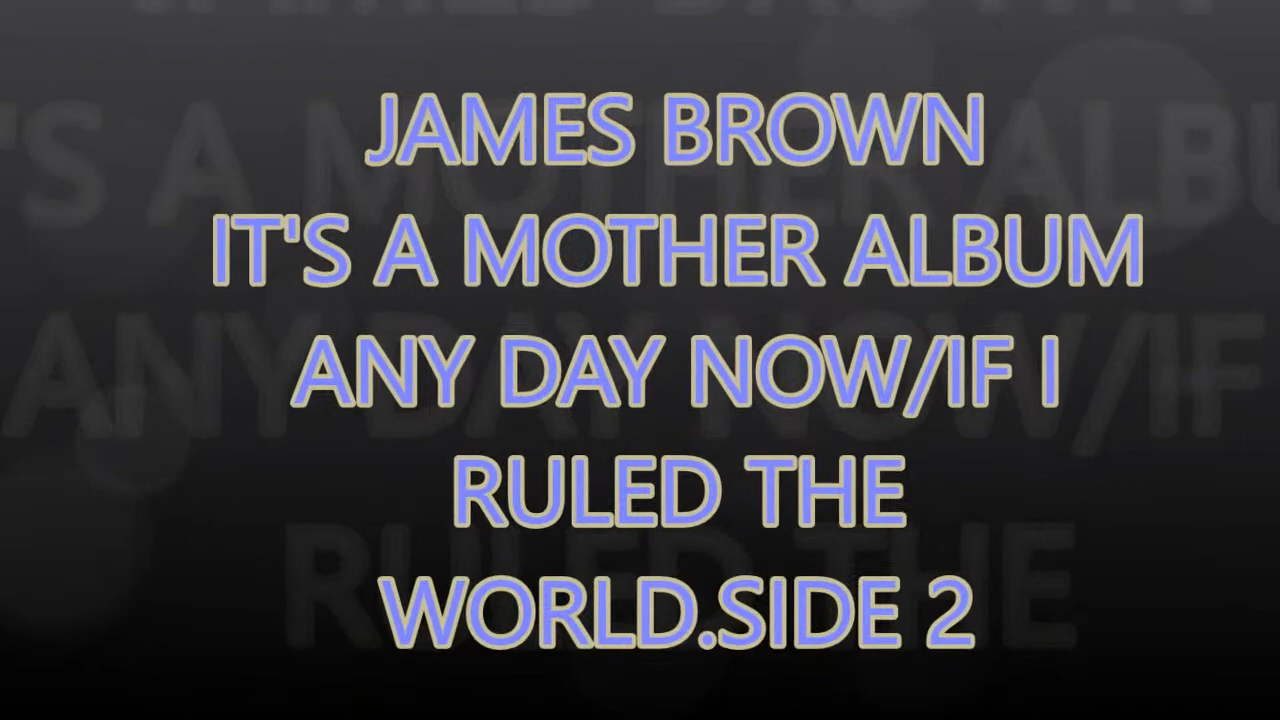 JAMES BROWN
IT'S A MOTHER ALBUM
ANY DAY NOW/IF I
RULED THE
WORLD.SIDE 2